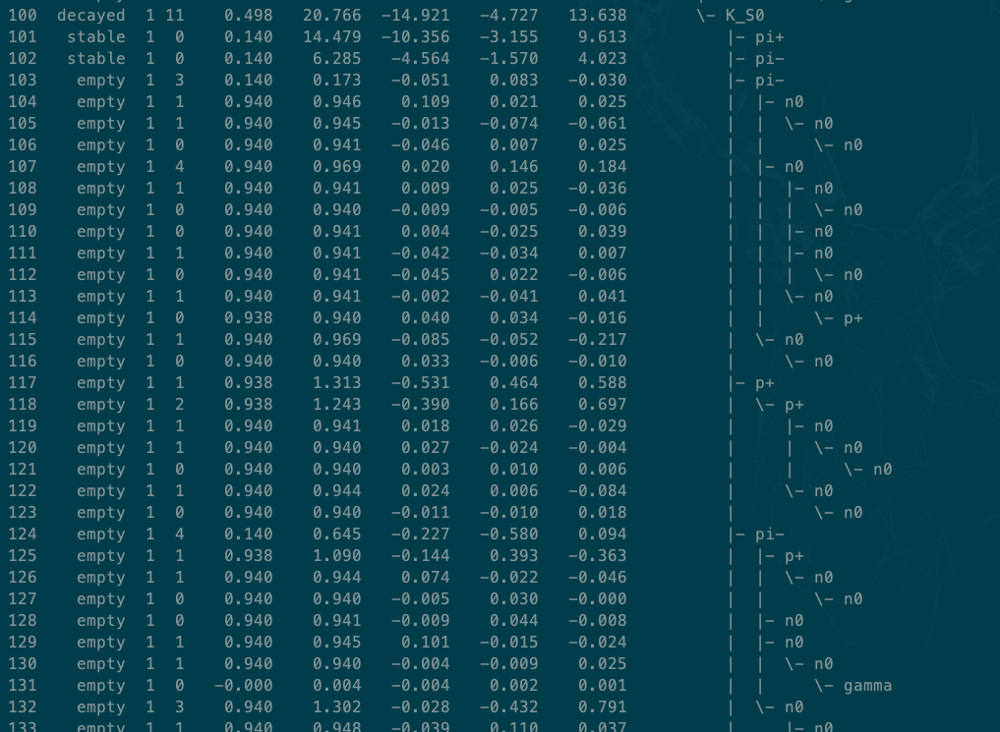 100 decayed 1 11 0.498 20.766 -14.921 -4.727 13.638 \- K_S0
101 stable 1 0 0.140 14.479 -10.356 -3.155 9.613 |- pi+
102 stable 1 0 0.140 6.285 -4.564 -1.570 4.023 |- pi-
103 empty 1 3 0.140 0.173 -0.051 0.083 -0.030 |- pi-
104 empty 1 1 0.940 0.946 0.109 0.021 0.025 | |- n0
105 empty 1 1 0.940 0.945 -0.013 -0.074 -0.061 | | \- n0
106 empty 1 0 0.940 0.941 -0.046 0.007 0.025 | | \- n0
107 empty 1 4 0.940 0.969 0.020 0.146 0.184 | |- n0
108 empty 1 1 0.940 0.941 0.009 0.025 -0.036 | | |- n0
109 empty 1 0 0.940 0.940 -0.009 -0.005 -0.006 | | | \- n0
110 empty 1 0 0.940 0.941 0.004 -0.025 0.039 | | |- n0
111 empty 1 1 0.940 0.941 -0.042 -0.034 0.007 | | |- n0
112 empty 1 0 0.940 0.941 -0.045 0.022 -0.006 | | | \- n0
113 empty 1 1 0.940 0.941 -0.002 -0.041 0.041 | | \- n0
114 empty 1 0 0.938 0.940 0.040 0.034 -0.016 | | \- p+
115 empty 1 1 0.940 0.969 -0.085 -0.052 -0.217 | \- n0
116 empty 1 0 0.940 0.940 0.033 -0.006 -0.010 | \- n0
117 empty 1 1 0.938 1.313 -0.531 0.464 0.588 |- p+
118 empty 1 2 0.938 1.243 -0.390 0.166 0.697 | \- p+
119 empty 1 1 0.940 0.941 0.018 0.026 -0.029 | |- n0
120 empty 1 1 0.940 0.940 0.027 -0.024 -0.004 | | \- n0
121 empty 1 0 0.940 0.940 0.003 0.010 0.006 | | \- n0
122 empty 1 1 0.940 0.944 0.024 0.006 -0.084 | \- n0
123 empty 1 0 0.940 0.940 -0.011 -0.010 0.018 | \- n0
124 empty 1 4 0.140 0.645 -0.227 -0.580 0.094 |- pi-
125 empty 1 1 0.938 1.090 -0.144 0.393 -0.363 | |- p+
126 empty 1 1 0.940 0.944 0.074 -0.022 -0.046 | | \- n0
127 empty 1 0 0.940 0.940 -0.005 0.030 -0.000 | | \- n0
128 empty 1 0 0.940 0.941 -0.009 0.044 -0.008 | |- n0
129 empty 1 1 0.940 0.945 0.101 -0.015 -0.024 | |- n0
130 empty 1 1 0.940 0.940 -0.004 -0.009 0.025 | | \- n0
131 empty 1 0 -0.000 0.004 -0.004 0.002 0.001 | | \- gamma
132 empty 1 3 0.940 1.302 -0.028 -0.432 0.791 | \- n0
133 empty 1 1 0.940 0.948 -0.039 0.110 0.037 | |- n0